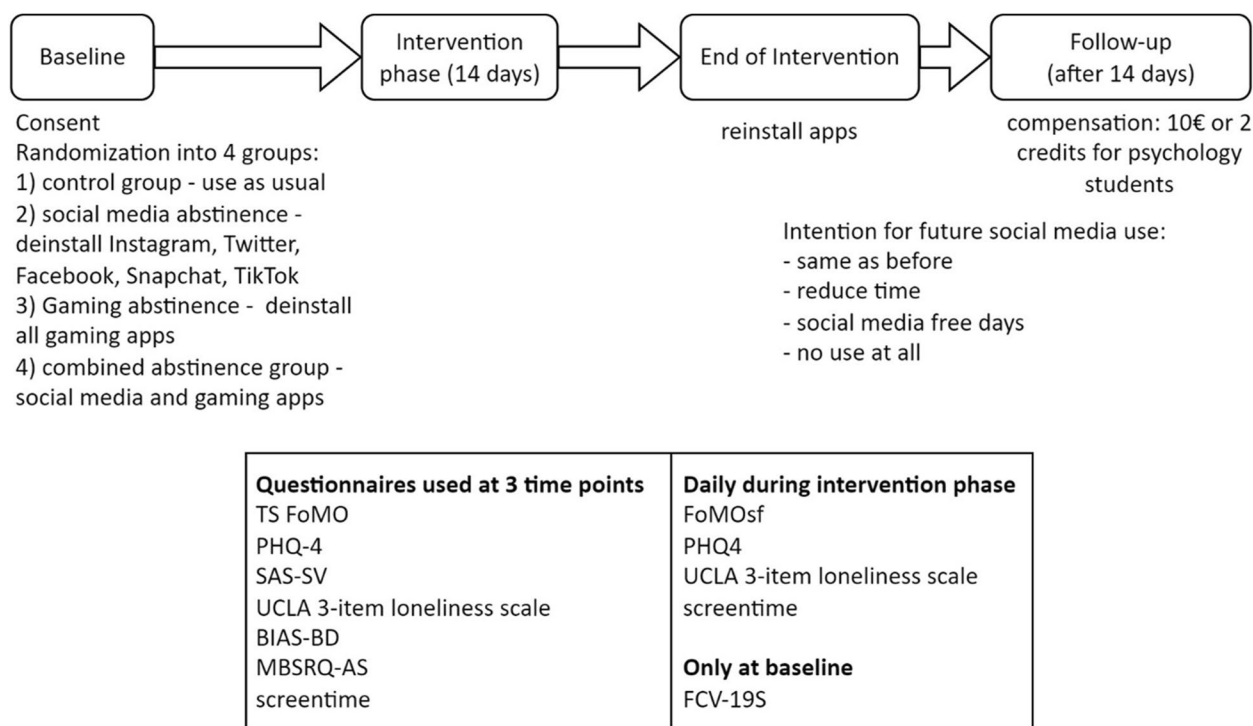 Baseline
Intervention
phase (14 days)
End of Intervention
Follow-up
(after 14 days)
Consent
Randomization into 4 groups:
1) control group - use as usual
2) social media abstinence -
deinstall Instagram, Twitter,
Facebook, Snapchat, TikTok
3) Gaming abstinence -  deinstall
all gaming apps
4) combined abstinence group -
social media and gaming apps
reinstall apps
compensation: 10€ or 2
credits for psychology
students
Intention for future social media use:
- same as before
- reduce time
- social media free days
- no use at all
Questionnaires used at 3 time points
TS FoMO
PHQ-4
SAS-SV
UCLA 3-item loneliness scale
BIAS-BD
MBSRQ-AS
screentime
Daily during intervention phase
FoMOsf
PHQ4
UCLA 3-item loneliness scale
screentime
Only at baseline
FCV-19S